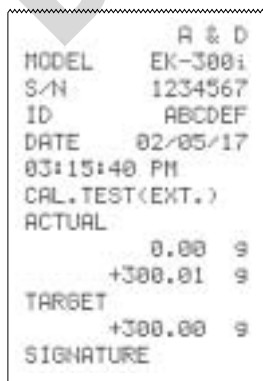 A & D
MODEL EK-300i
S/N 1234567
ID ABCDEF
DATE 02/05/17
03:15:40 PM
CAL.TEST(EXT.)
ACTUAL
0.00 g
+300.01 g
TARGET
+300.00 g
SIGNATURE